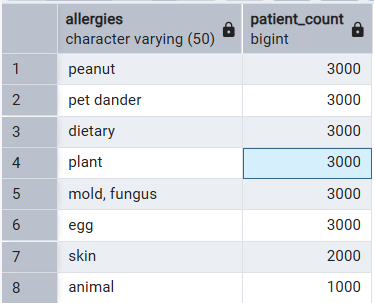 allergies patient_count
character varying (50) bigint
1 peanut 3000
2 pet dander 3000
3 dietary 3000
4 plant 3000
5 mold, fungus 3000
6 egg 3000
7 skin 2000
8 animal 1000